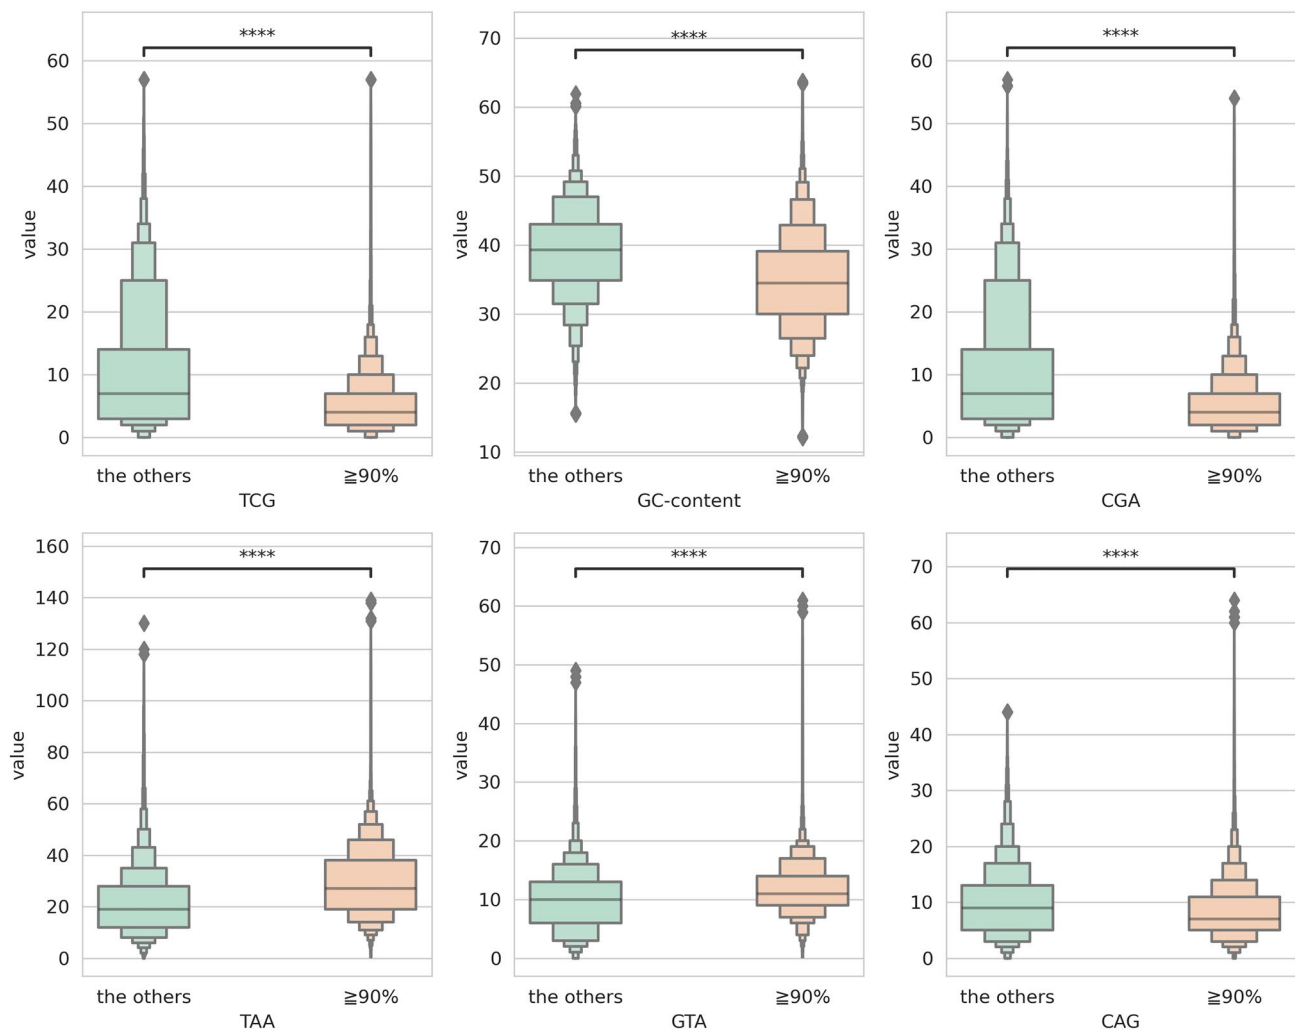 ****
60
50
40
30
20
10
0
value
the others ≧90%
TCG
****
70
60
50
40
30
20
10
value
the others ≧90%
GC-content
****
60
50
40
30
20
10
0
value
the others ≧90%
CGA
****
160
140
120
100
80
60
40
20
0
value
the others ≧90%
TAA
****
70
60
50
40
30
20
10
0
value
the others ≧90%
GTA
****
70
60
50
40
30
20
10
0
value
the others ≧90%
CAG